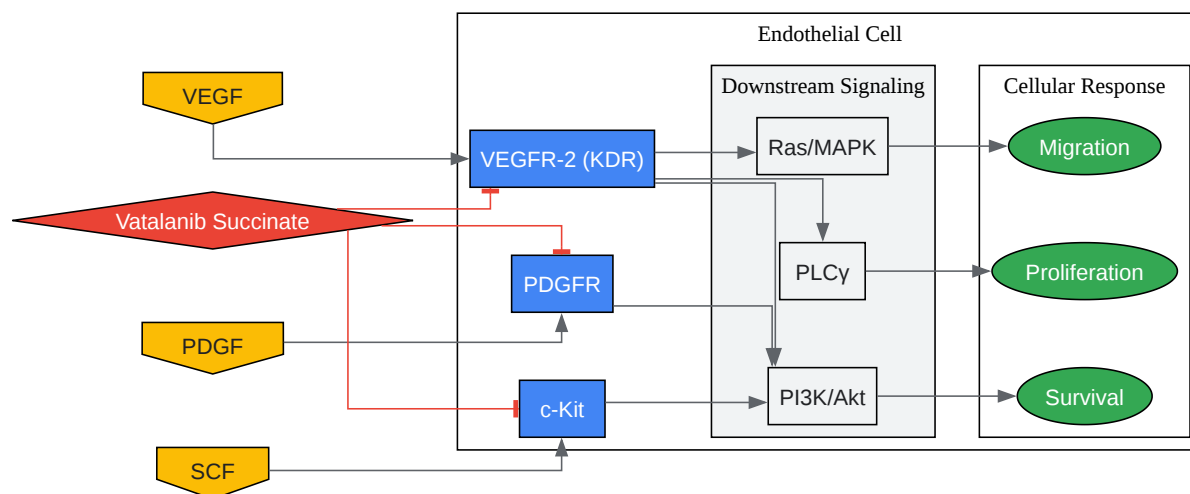 Endothelial Cell
Downstream Signaling
Cellular Response
VEGF
VEGFR-2 (KDR)
Ras/MAPK
Migration
Vatalanib Succinate
PDGFR
PLCγ
Proliferation
PDGF
c-Kit
PI3K/Akt
Survival
SCF